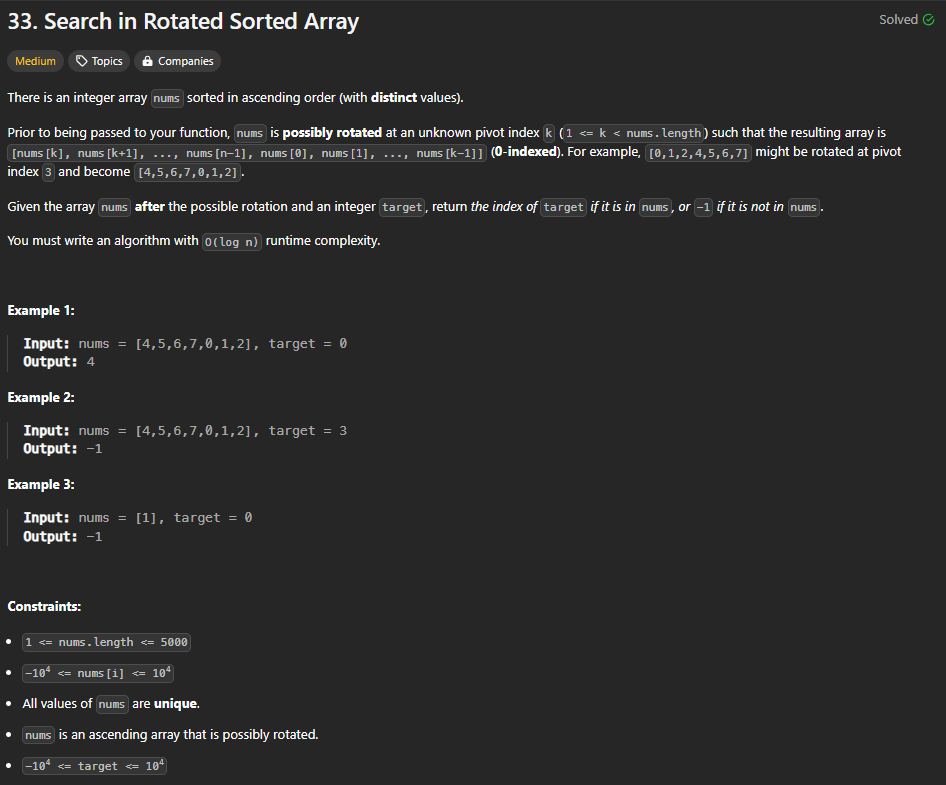 33. Search in Rotated Sorted Array
Solved
Medium Topics Companies
There is an integer array nums sorted in ascending order (with distinct values).
Prior to being passed to your function, nums is possibly rotated at an unknown pivot index k (1 <= k < nums.length) such that the resulting array is
[nums[k], nums[k+1], ..., nums[n-1], nums[0], nums[1], ..., nums[k-1]] (0-indexed). For example, [0,1,2,4,5,6,7] might be rotated at pivot
index 3 and become [4,5,6,7,0,1,2].
Given the array nums after the possible rotation and an integer target, return the index of target if it is in nums, or -1 if it is not in nums.
You must write an algorithm with O(log n) runtime complexity.
Example 1:
Input: nums = [4,5,6,7,0,1,2], target = 0
Output: 4
Example 2:
Input: nums = [4,5,6,7,0,1,2], target = 3
Output: -1
Example 3:
Input: nums = [1], target = 0
Output: -1
Constraints:
• 1 <= nums.length <= 5000
• -10⁴ <= nums[i] <= 10⁴
• All values of nums are unique.
• nums is an ascending array that is possibly rotated.
• -10⁴ <= target <= 10⁴